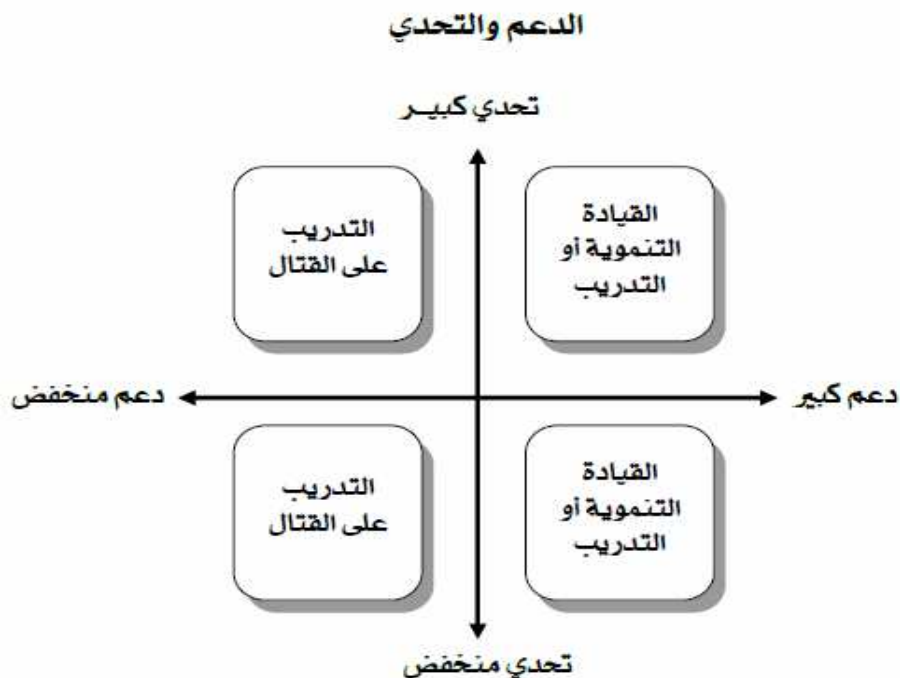 الدعم والتحدي
تحدي كبيـر
القيادة
التنموية أو
التدريب
التدريب
على القتال
دعم كبير
دعم منخفض
القيادة
التنموية أو
التدريب
التدريب
على القتال
تحدي منخفض